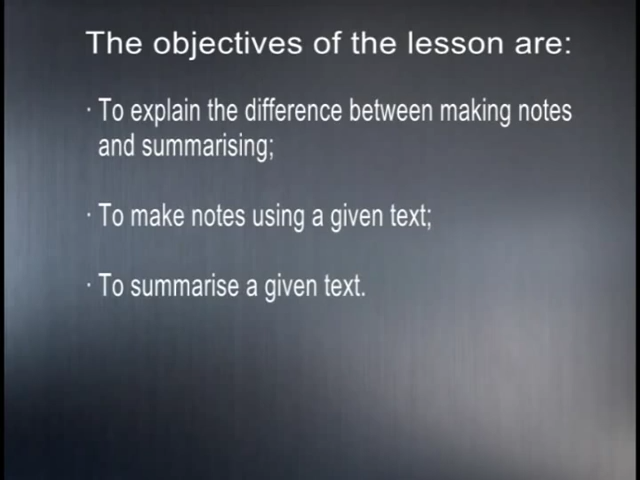 The objectives of the lesson are:
· To explain the difference between making notes
and summarising;
· To make notes using a given text;
· To summarise a given text.